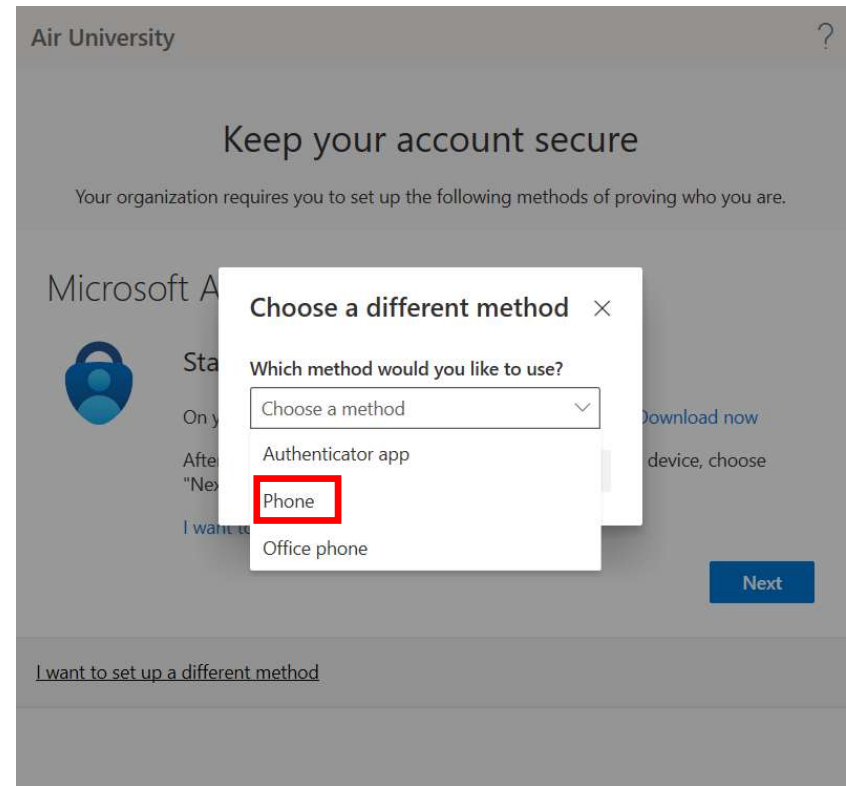 Air University ?
Keep your account secure
Your organization requires you to set up the following methods of proving who you are.
Microsoft A
Choose a different method
Sta
Which method would you like to use?
On y
Choose a method
Download now
Authenticator app
Afte
device, choose
"Nex
Phone
I want to
Office phone
Next
I want to set up a different method